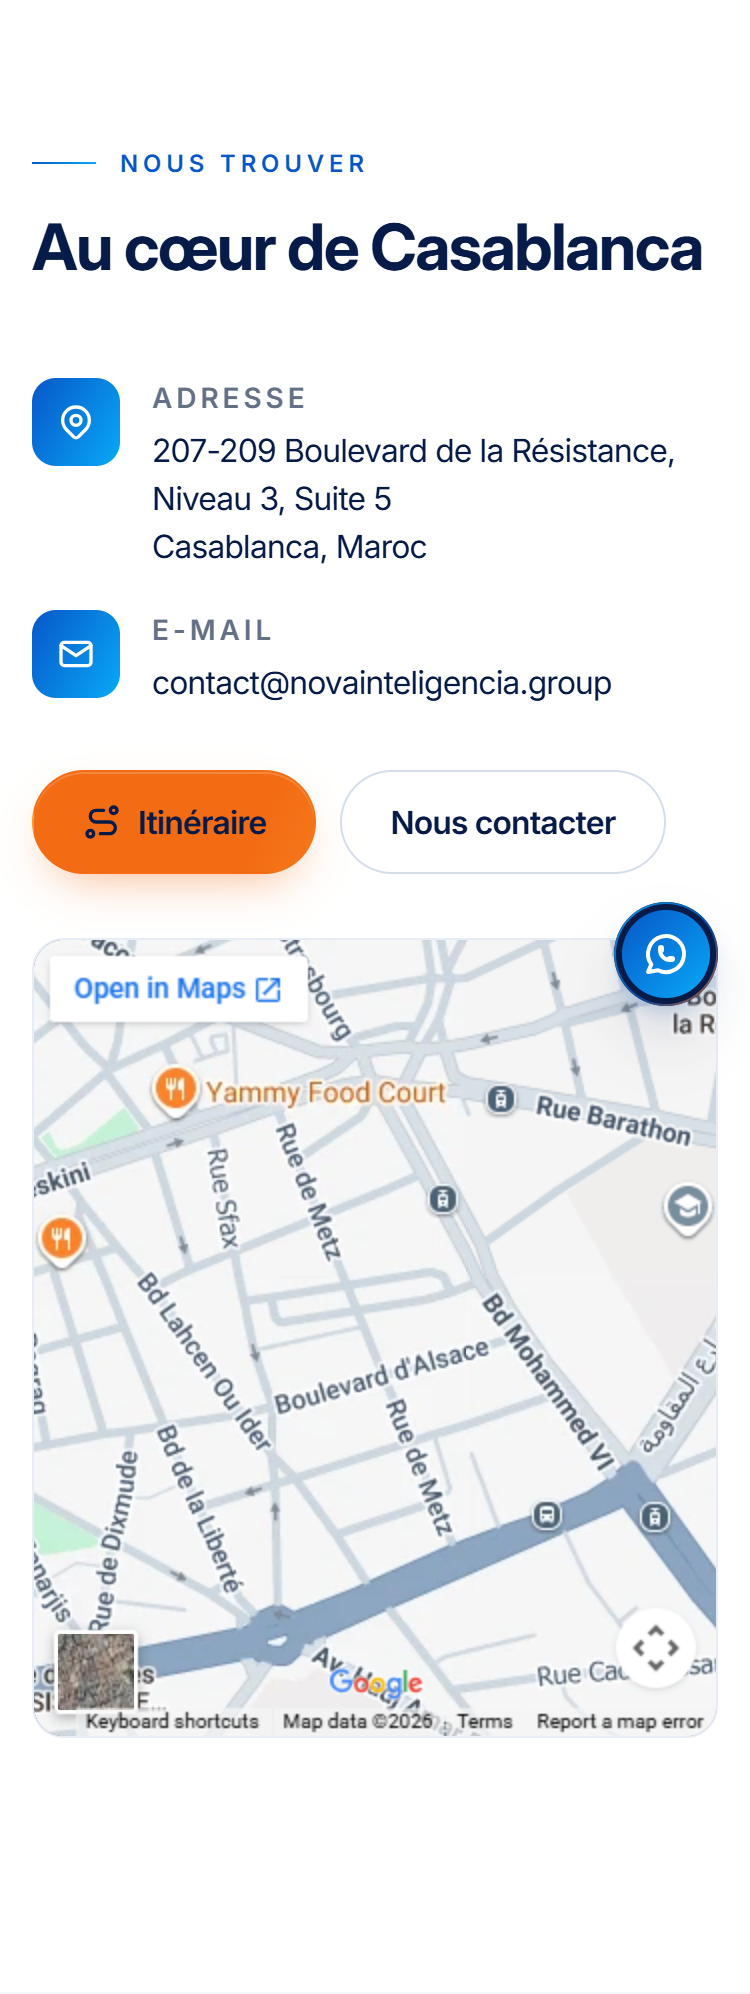 NOUS TROUVER
Au cœur de Casablanca
ADRESSE
207-209 Boulevard de la Résistance,
Niveau 3, Suite 5
Casablanca, Maroc
E-MAIL
contact@novainteligencia.group
Itinéraire
Nous contacter
Open in Maps
la R
Yammy Food Court
Rue Barathon
Rue Sfax
Rue de Metz
Bd Lahcen Ou Ider
Bd Mohammed VI
Boulevard d'Alsace
Rue de Metz
Bd de la Liberté
Rue de Dixmude
المقاومة
Google
Keyboard shortcuts
Map data ©2026
Terms
Report a map error